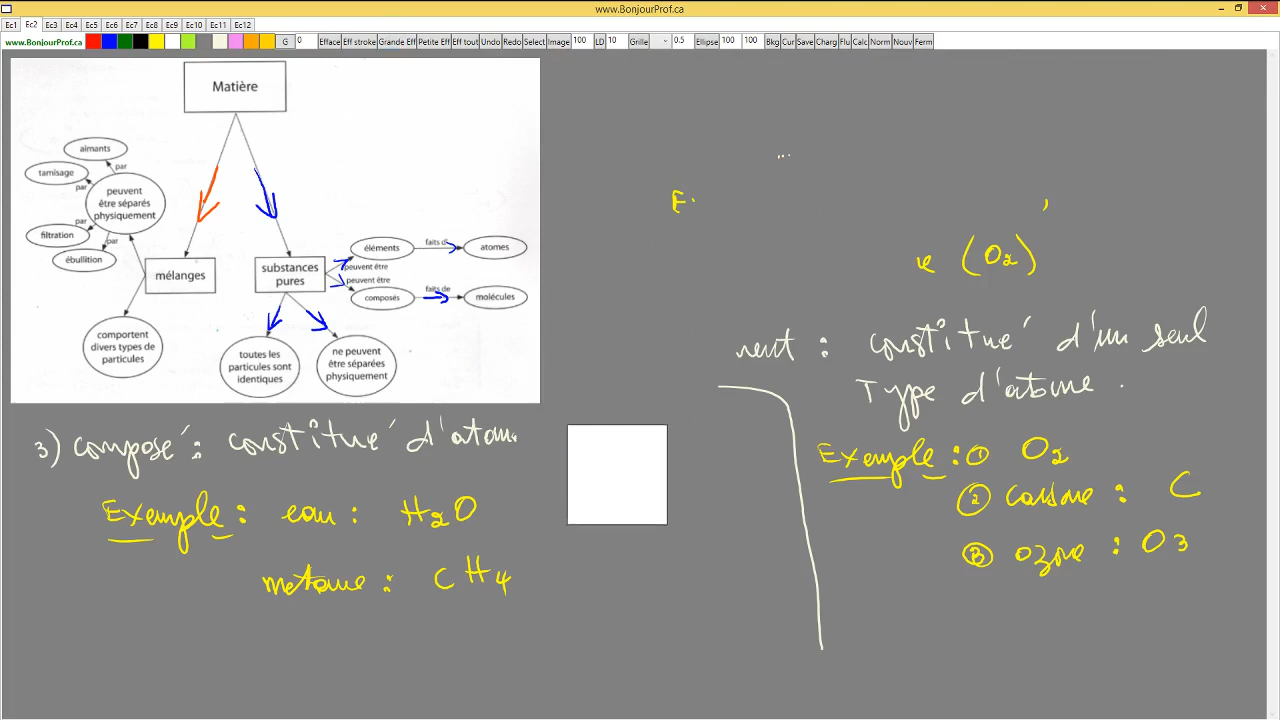 www.BonjourProf.ca
Ec1 Ec2 Ec3 Ec4 Ec5 Ec6 Ec7 Ec8 Ec9 Ec10 Ec11 Ec12
www.BonjourProf.ca G 0 Efface Eff stroke Grande Eff Petite Eff Eff tout Undo Redo Select Image 100 LD 10 Grille 0.5 Ellipse 100 100 Bkg Cur Sav Charg Flu Calc Norm Nouv Ferm
Matière
aimants
par
tamisage
par
peuvent
être séparés
physiquement
par
filtration
par
ébullition
mélanges
comportent
divers types de
particules
substances
pures
peuvent être
peuvent être
éléments
faits d
atomes
composés
faits de
molécules
toutes les
particules sont
identiques
ne peuvent
être séparées
physiquement
...
E.
e (O2)
ment : constitué d'un seul
Type d'atome.
Exemple : ① O2
② carbone : C
③ ozone : O3
3) composé : constitué d'atom
Exemple : eau : H2O
metane : CH4